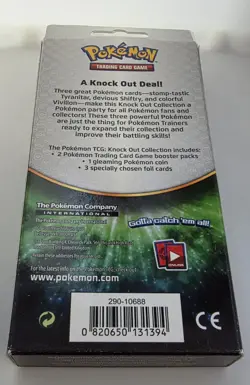 POKÉMON
TRADING CARD GAME
A Knock Out Deal!
Three great Pokémon cards—stomp-tastic
Tyranitar, devious Shiftry, and colorful
Vivillon—make this Knock Out Collection a
Pokémon party for all Pokémon fans and
collectors! These three powerful Pokémon
are just the thing for Pokémon Trainers
ready to expand their collection and
improve their battling skills!
The Pokémon TCG: Knock Out Collection includes:
• 2 Pokémon Trading Card Game booster packs
• 1 gleaming Pokémon coin
• 3 specially chosen foil cards
The Pokémon Company
INTERNATIONAL
Gotta catch 'em all!
ONLINE
For the latest info on the
www.pokemon.com
290-10688
0 820650 131394
CE